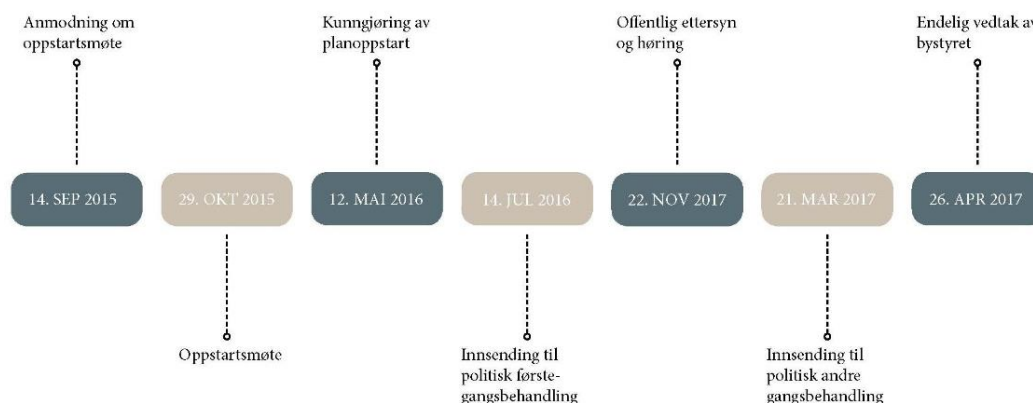 Anmodning om
oppstartsmøte
Kunngjøring av
planoppstart
Offentlig ettersyn
og høring
Endelig vedtak av
bystyret
14. SEP 2015
29. OKT 2015
12. MAI 2016
14. JUL 2016
22. NOV 2017
21. MAR 2017
26. APR 2017
Oppstartsmøte
Innsending til
politisk første-
gangsbehandling
Innsending til
politisk andre
gangsbehandling